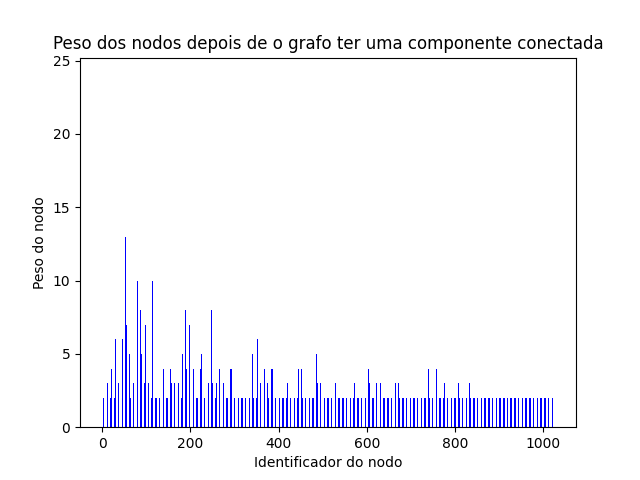 Peso dos nodos depois de o grafo ter uma componente conectada
25
20
15
10
5
0
Peso do nodo
0 200 400 600 800 1000
Identificador do nodo